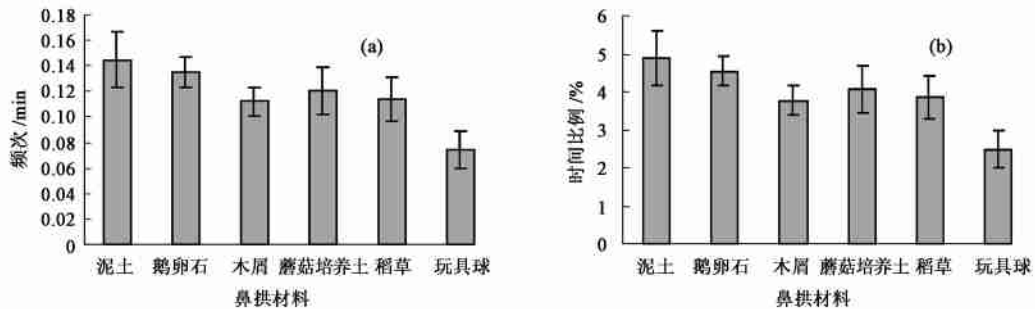 0.18
0.16
0.14
0.12
0.10
0.08
0.06
0.04
0.02
0
频次/min
(a)
泥土 鹅卵石 木屑 蘑菇培养土 稻草 玩具球
鼻拱材料
6
5
4
3
2
1
0
时间比例/%
(b)
泥土 鹅卵石 木屑 蘑菇培养土 稻草 玩具球
鼻拱材料